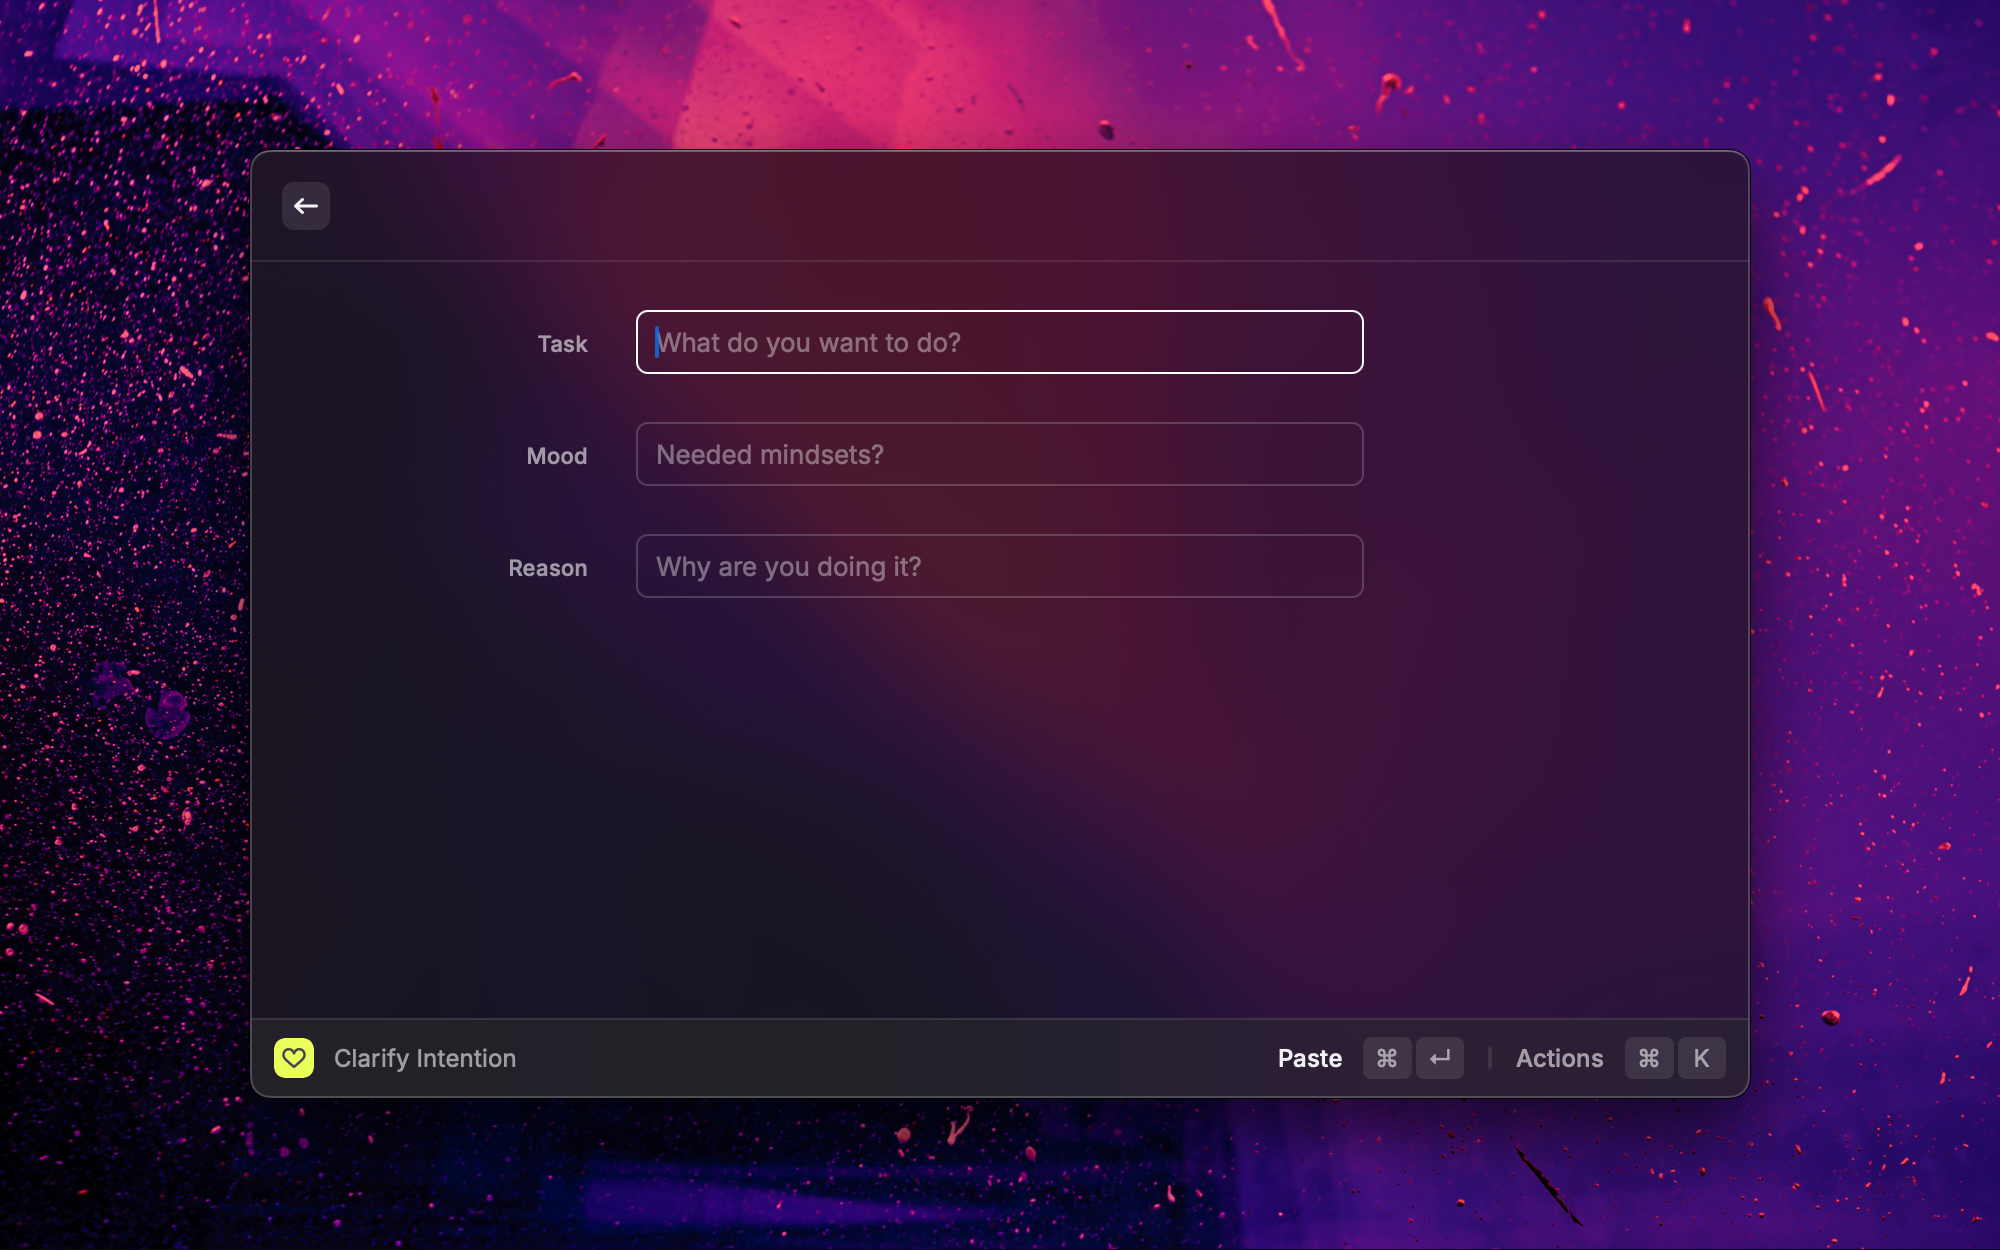 Task What do you want to do?
Mood Needed mindsets?
Reason Why are you doing it?
Clarify Intention Paste ⌘ ↵ Actions ⌘ K